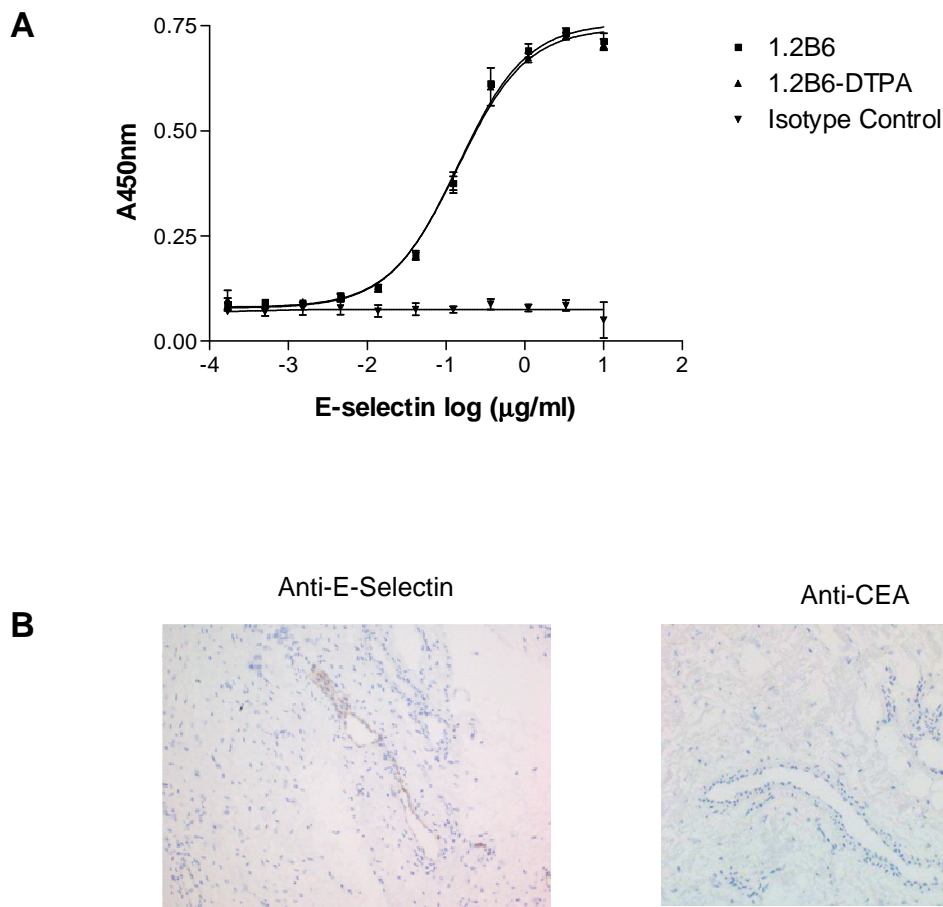 A
0.75
0.50
0.25
0.00
A450nm
-4 -3 -2 -1 0 1 2
E-selectin log (μg/ml)
1.2B6
1.2B6-DTPA
Isotype Control
B
Anti-E-Selectin
Anti-CEA